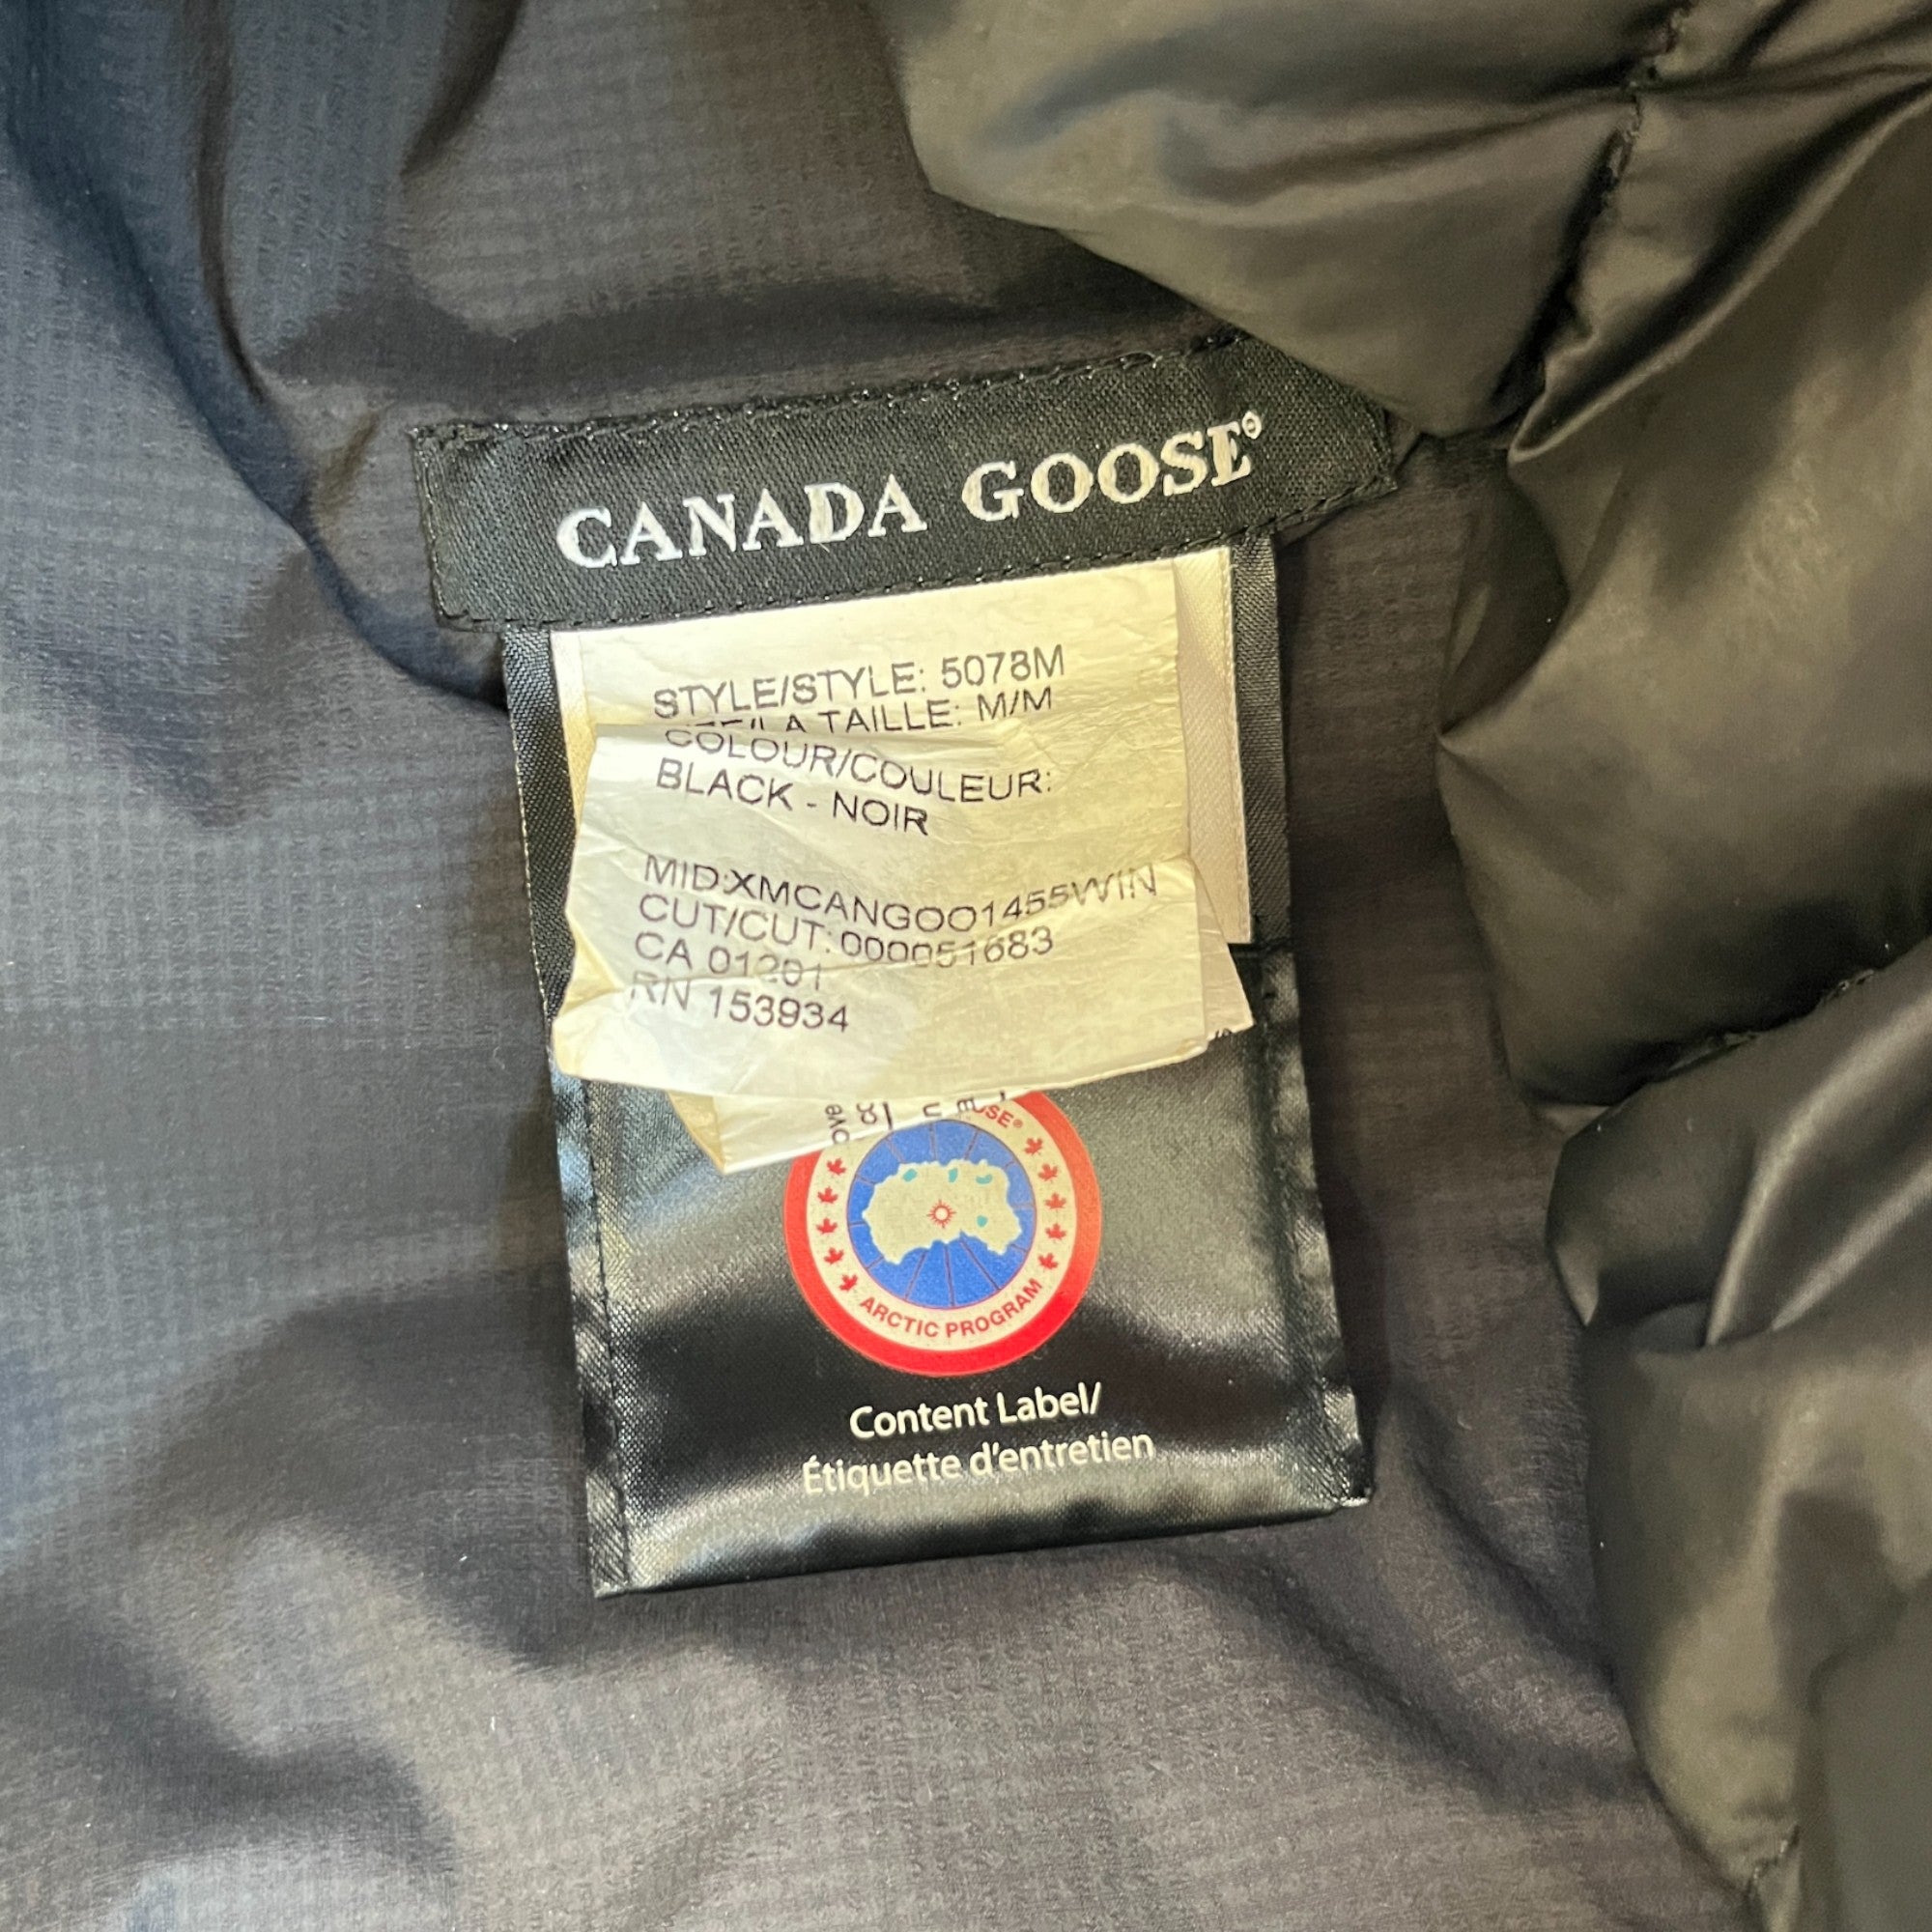 CANADA GOOSE®
STYLE/STYLE: 5078M
TAILLE: M/M
COLOUR/COULEUR:
BLACK - NOIR
MID:XMCANGOO1455WIN
CUT/CUT: 000051683
CA 01201
RN 153934
ARCTIC PROGRAM
Content Label/
Étiquette d'entretien